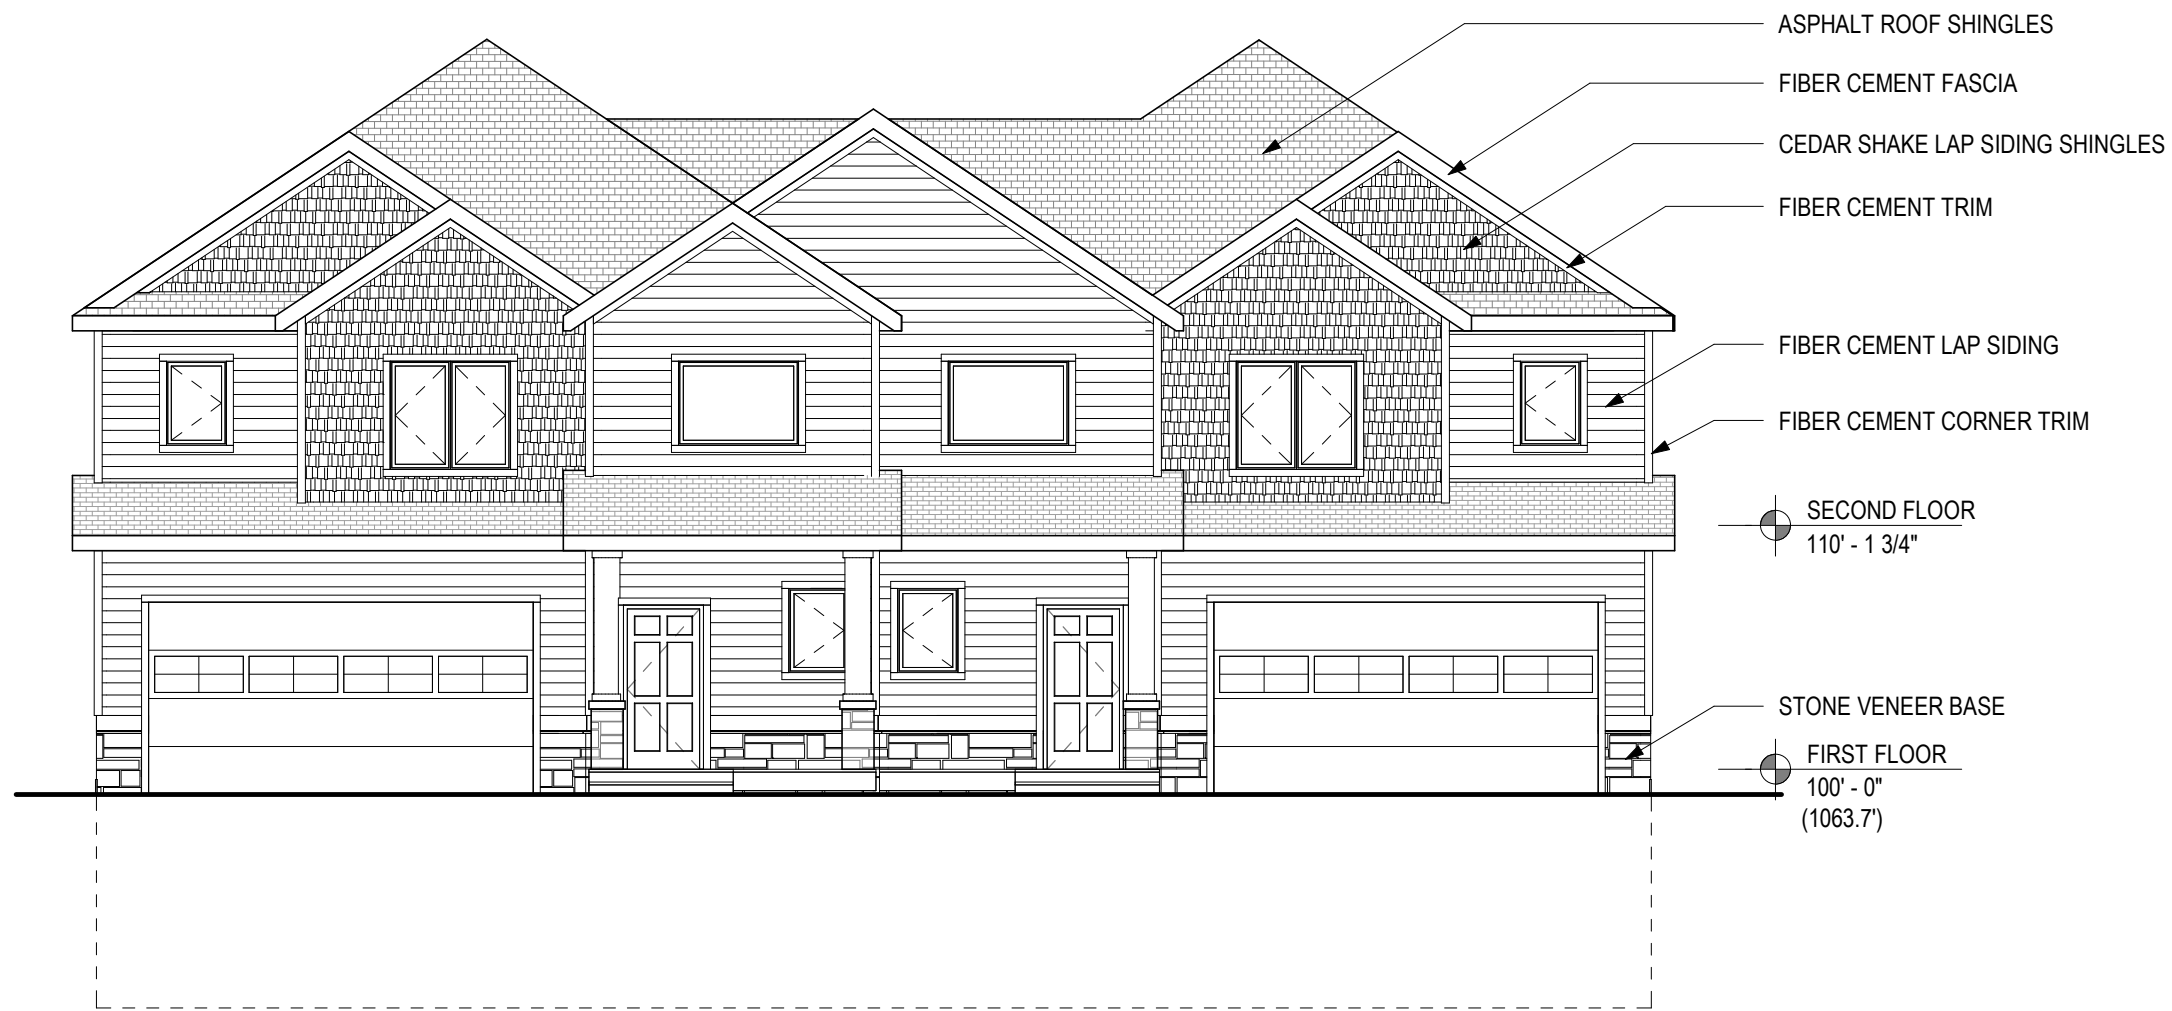 ASPHALT ROOF SHINGLES
FIBER CEMENT FASCIA
CEDAR SHAKE LAP SIDING SHINGLES
FIBER CEMENT TRIM
FIBER CEMENT LAP SIDING
FIBER CEMENT CORNER TRIM
SECOND FLOOR
110' - 1 3/4"
STONE VENEER BASE
FIRST FLOOR
100' - 0"
(1063.7')